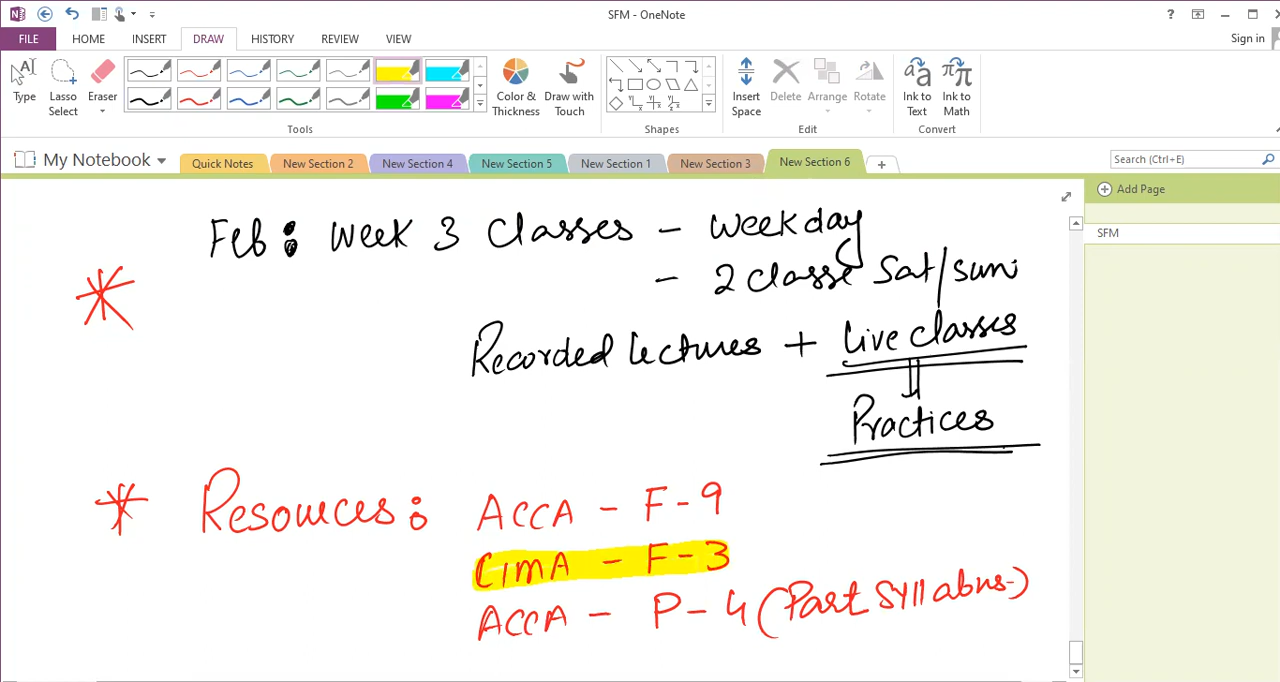 SFM - OneNote
?
FILE HOME INSERT DRAW HISTORY REVIEW VIEW
Sign in
Type
Lasso Select
Eraser
Color & Thickness
Draw with Touch
Insert Space
Delete
Arrange
Rotate
Ink to Text
Ink to Math
Tools
Shapes
Edit
Convert
My Notebook
Quick Notes
New Section 2
New Section 4
New Section 5
New Section 1
New Section 3
New Section 6
Search (Ctrl+E)
Add Page
SFM
Feb: Week 3 Classes - Weekday
- 2 classe Sat/sun
Recorded lectures + Live classes
Practices
* Resources: ACCA - F-9
CIMA - F-3
ACCA - P-4 (Part Syllabus)